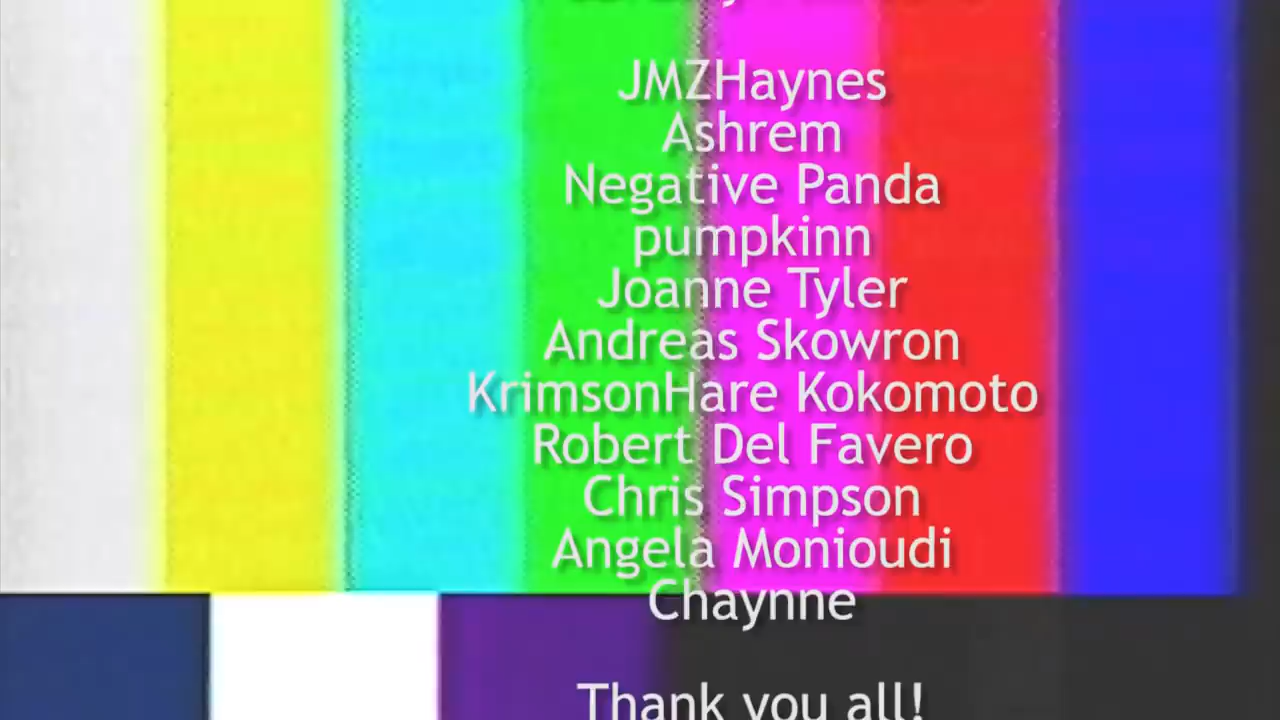 JMZHaynes
Ashrem
Negative Panda
pumpkinn
Joanne Tyler
Andreas Skowron
KrimsonHare Kokomoto
Robert Del Favero
Chris Simpson
Angela Monioudi
Chaynne
Thank you all!